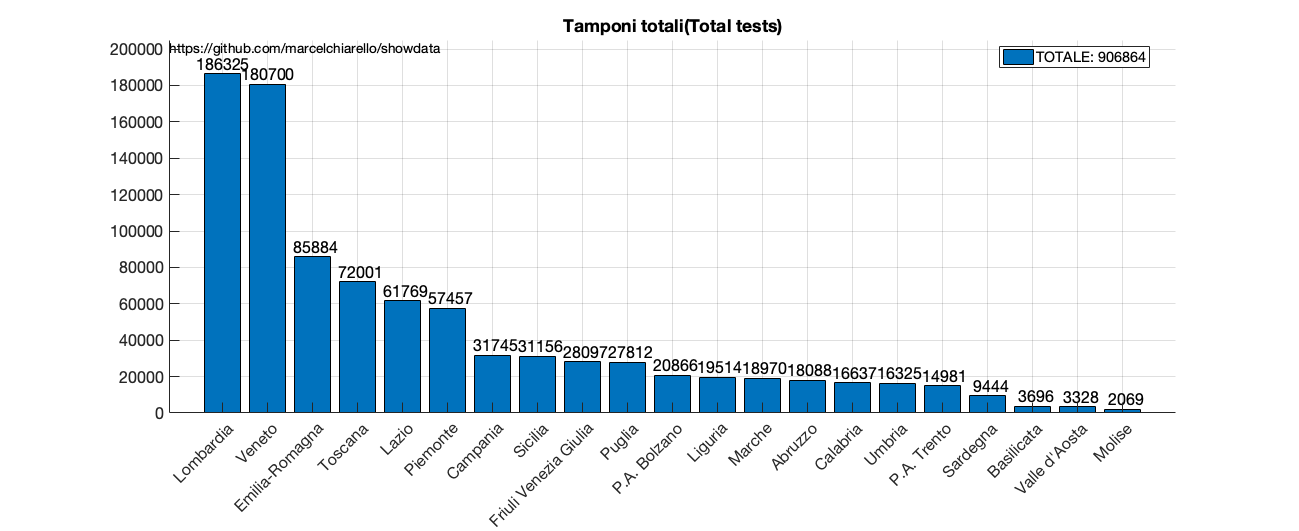 Tamponi totali(Total tests)
https://github.com/marcelchiarello/showdata
TOTALE: 906864
200000
180000
160000
140000
120000
100000
80000
60000
40000
20000
0
186325
180700
85884
72001
61769
57457
31745
31156
28097
27812
20866
19514
18970
18088
16637
16325
14981
9444
3696
3328
2069
Lombardia
Veneto
Emilia-Romagna
Toscana
Lazio
Piemonte
Campania
Sicilia
Friuli Venezia Giulia
Puglia
P.A. Bolzano
Liguria
Marche
Abruzzo
Calabria
Umbria
P.A. Trento
Sardegna
Basilicata
Valle d'Aosta
Molise